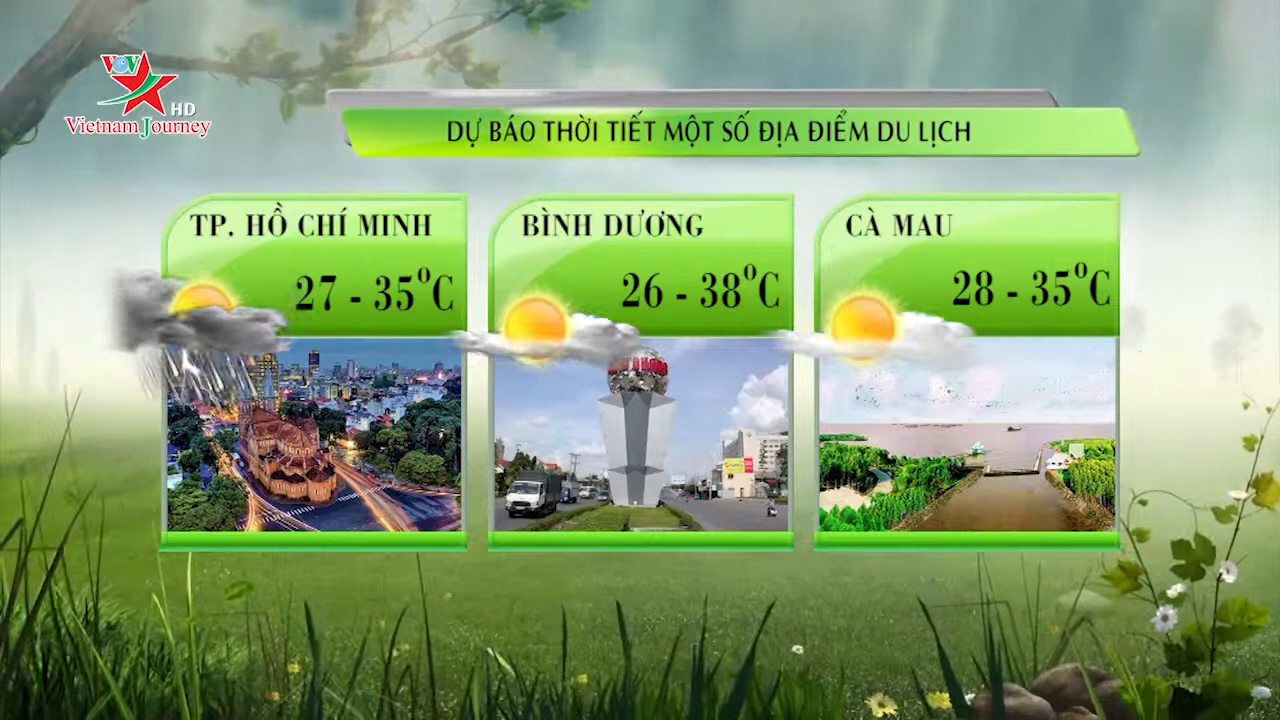 VOV
HD
Vietnam Journey
DỰ BÁO THỜI TIẾT MỘT SỐ ĐỊA ĐIỂM DU LỊCH
TP. HỒ CHÍ MINH
27 - 35°C
BÌNH DƯƠNG
26 - 38°C
CÀ MAU
28 - 35°C